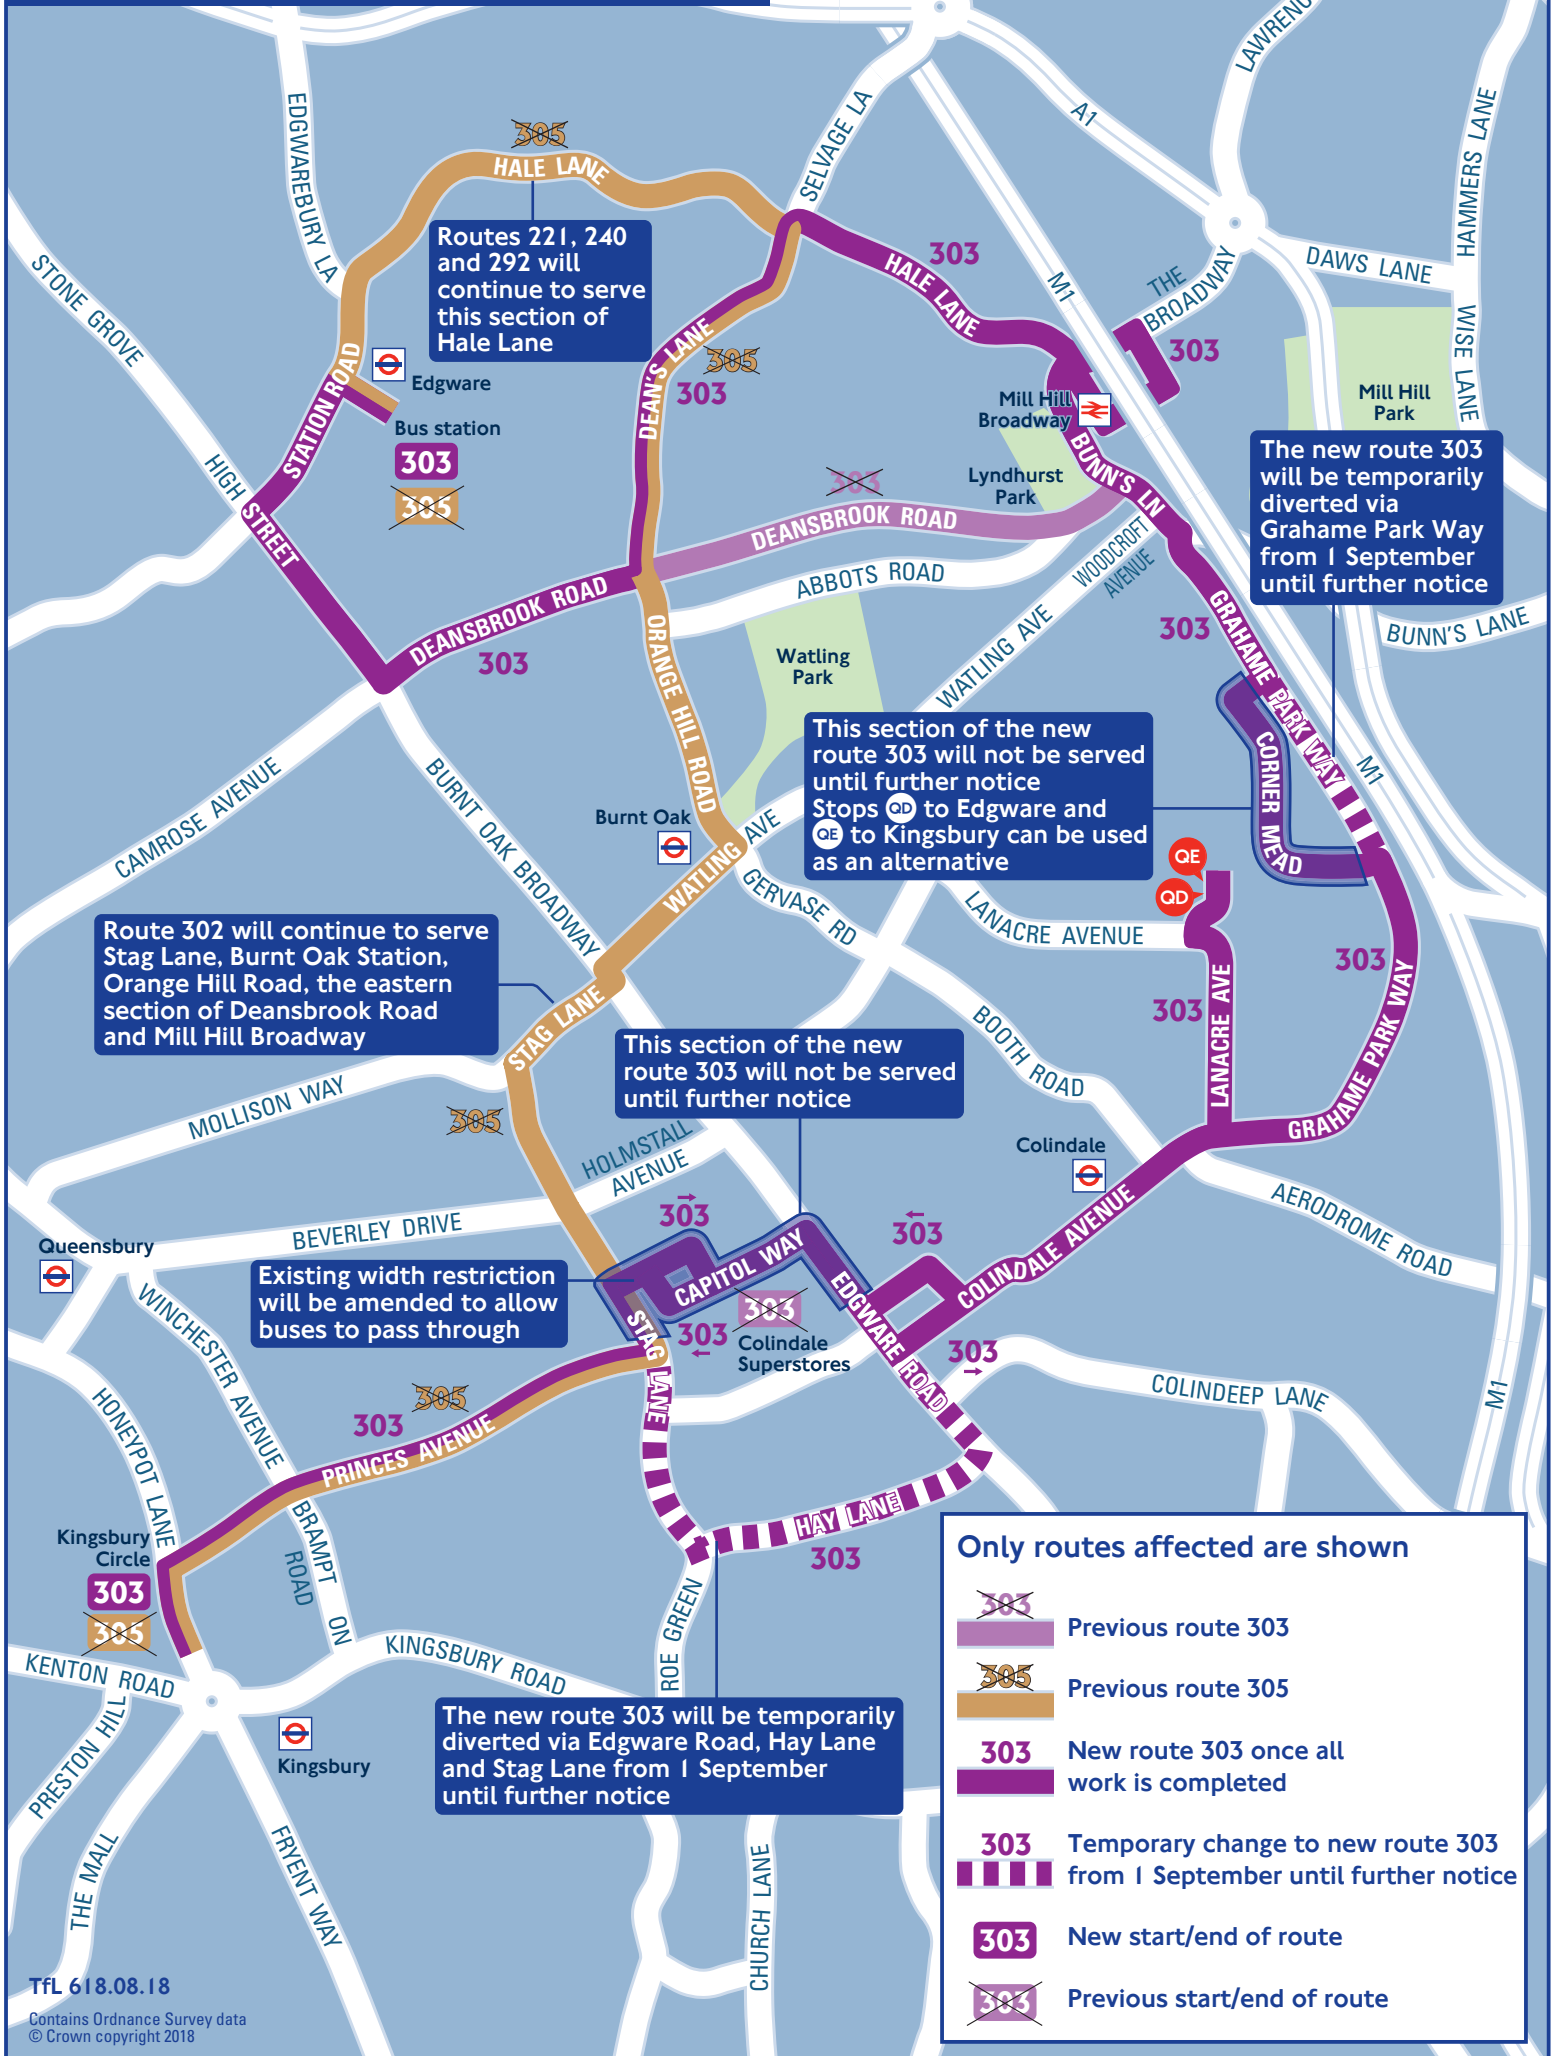 SELVAGE LA
A1
LAWRENC
HAMMERS LANE
EDGWAREBURY LA
305
HALE LANE
Routes 221, 240
and 292 will
continue to serve
this section of
Hale Lane
303
HALE LANE
M1
THE
BROADWAY
DAWS LANE
WISE LANE
STONE GROVE
DEAN'S LANE
305
303
303
Mill Hill
Park
STATION ROAD
Edgware
Bus station
303
305
Mill Hill
Broadway
BUNN'S LN
Lyndhurst
Park
HIGH STREET
303
DEANSBROOK ROAD
The new route 303
will be temporarily
diverted via
Grahame Park Way
from 1 September
until further notice
WOODCROFT
AVENUE
ABBOTS ROAD
DEANSBROOK ROAD
303
303
GRAHAME PARK WAY
BUNN'S LANE
ORANGE HILL ROAD
Watling
Park
WATLING AVE
This section of the new
route 303 will not be served
until further notice
Stops QD to Edgware and
QE to Kingsbury can be used
as an alternative
CORNER MEAD
M1
CAMROSE AVENUE
BURNT OAK BROADWAY
Burnt Oak
WATLING AVE
GERVASE RD
QE
QD
LANACRE AVENUE
Route 302 will continue to serve
Stag Lane, Burnt Oak Station,
Orange Hill Road, the eastern
section of Deansbrook Road
and Mill Hill Broadway
STAG LANE
303
303
LANACRE AVE
GRAHAME PARK WAY
BOOTH ROAD
This section of the new
route 303 will not be served
until further notice
MOLLISON WAY
305
HOLMSTALL
AVENUE
Colindale
AERODROME ROAD
BEVERLEY DRIVE
303
303
Queensbury
CAPITOL WAY
COLINDALE AVENUE
Existing width restriction
will be amended to allow
buses to pass through
EDGWARE ROAD
303
Colindale
Superstores
303
303
STAG LANE
WINCHESTER AVENUE
HONEYPOT LANE
305
303
PRINCES AVENUE
COLINDEEP LANE
M1
HAY LANE
303
BRAMPT ON
ROAD
Kingsbury
Circle
303
305
ROE GREEN
KENTON ROAD
KINGSBURY ROAD
PRESTON HILL
Kingsbury
The new route 303 will be temporarily
diverted via Edgware Road, Hay Lane
and Stag Lane from 1 September
until further notice
THE MALL
FRYENT WAY
CHURCH LANE
Only routes affected are shown
303
Previous route 303
305
Previous route 305
303
New route 303 once all
work is completed
303
Temporary change to new route 303
from 1 September until further notice
303
New start/end of route
303
Previous start/end of route
TfL 618.08.18
Contains Ordnance Survey data
© Crown copyright 2018